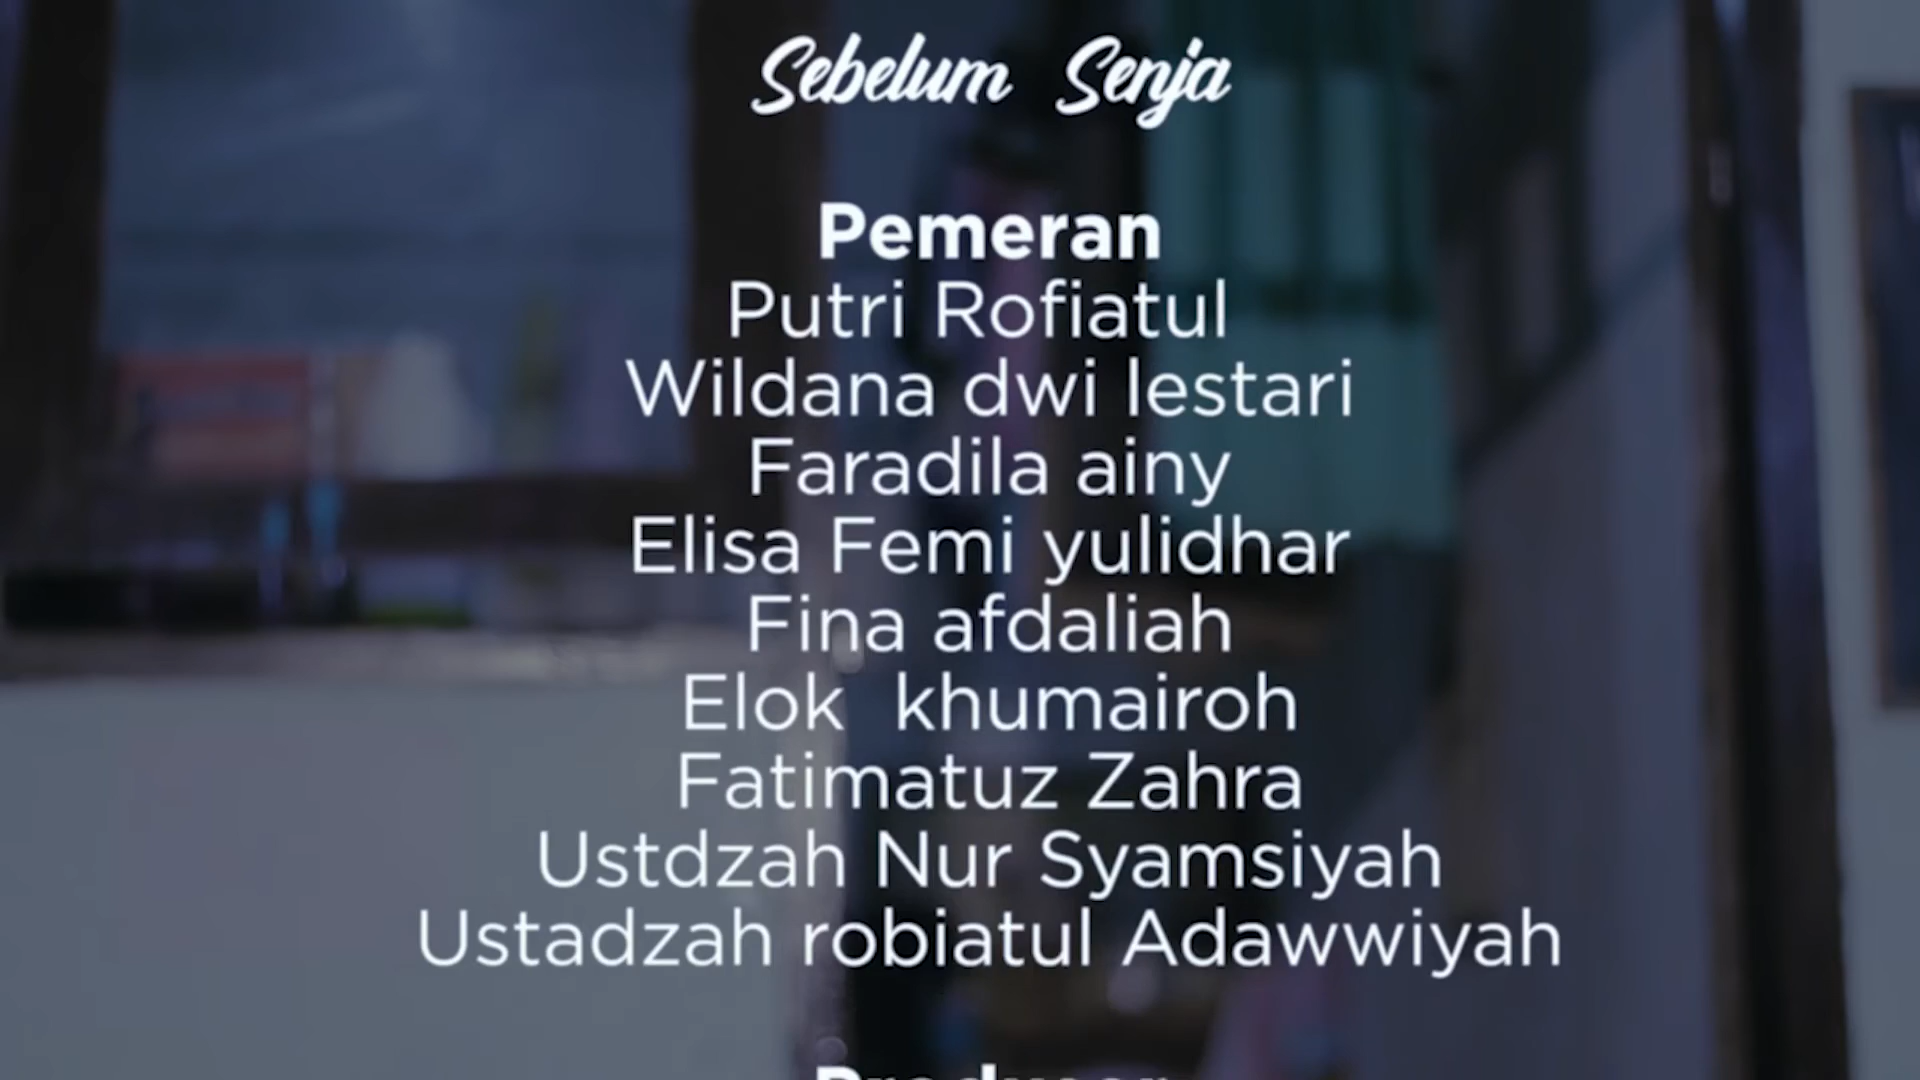 Sebelum Senja
Pemeran
Putri Rofiatul
Wildana dwi lestari
Faradila ainy
Elisa Femi yulidhar
Fina afdaliah
Elok khumairoh
Fatimatuz Zahra
Ustdzah Nur Syamsiyah
Ustadzah robiatul Adawwiyah